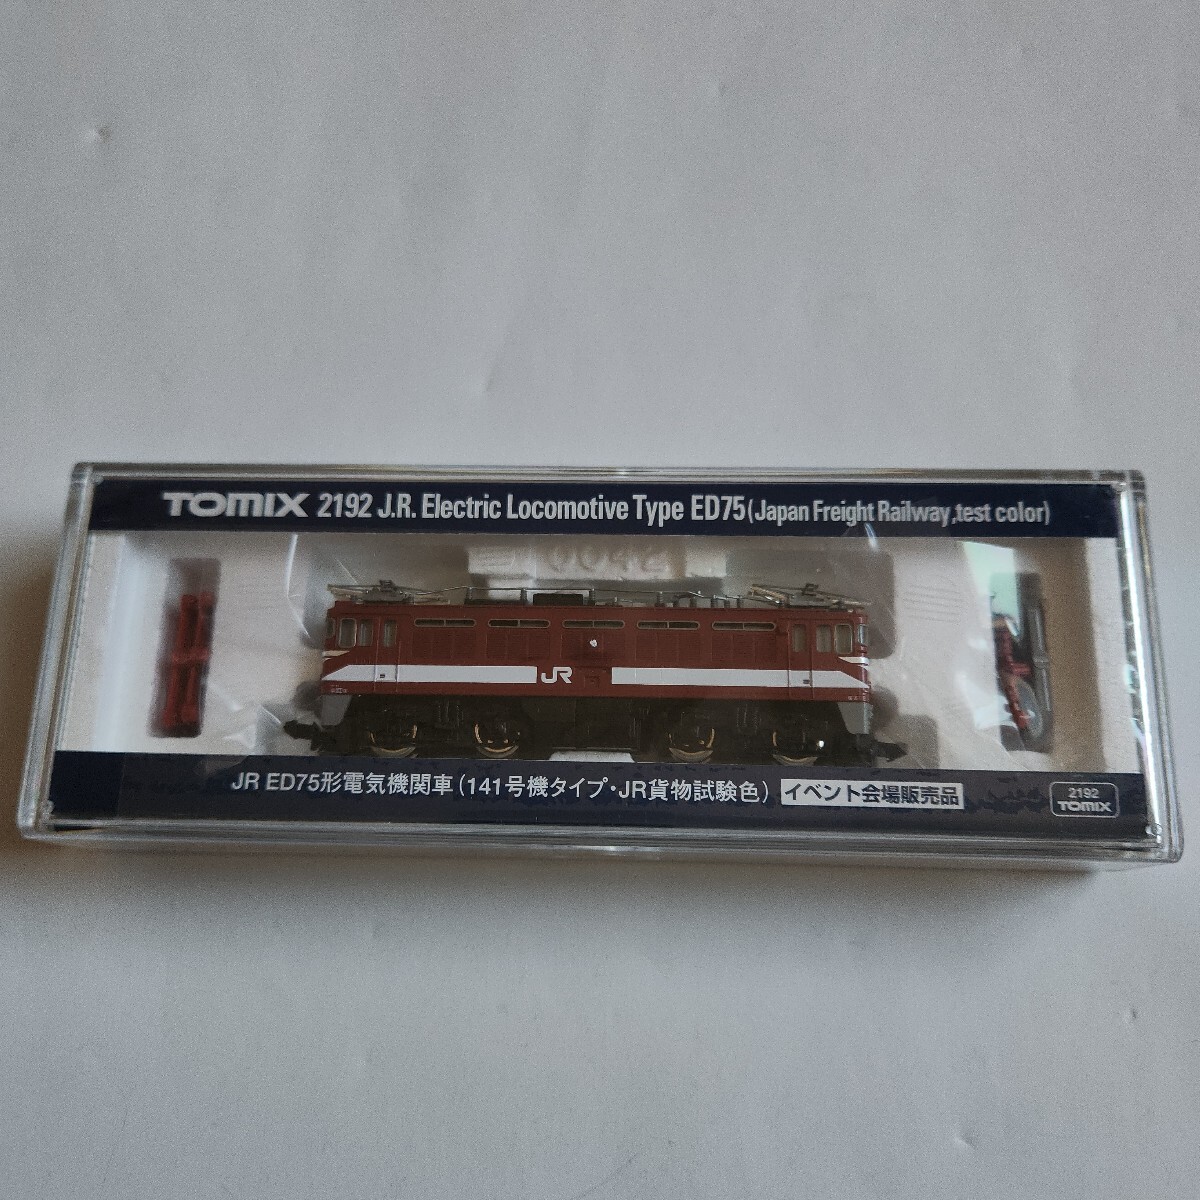 TOMIX 2192 J.R. Electric Locomotive Type ED75(Japan Freight Railway,test color)
0042
JR
JR ED75形電気機関車(141号機タイプ・JR貨物試験色) イベント会場販売品
2192
TOMIX